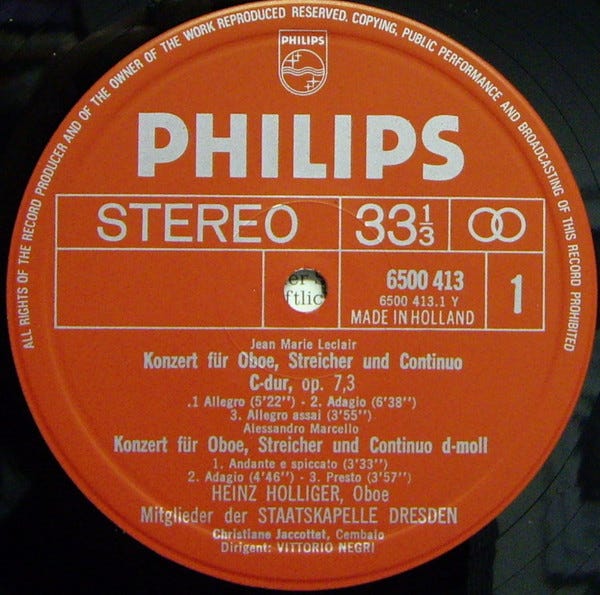 ALL RIGHTS OF THE RECORD PRODUCER AND OF THE OWNER OF THE WORK REPRODUCED RESERVED. COPYING, PUBLIC PERFORMANCE AND BROADCASTING OF THIS RECORD PROHIBITED
PHILIPS
PHILIPS
STEREO 33 1/3
6500 413
6500 413.1 Y
MADE IN HOLLAND
1
Jean Marie Leclair
Konzert für Oboe, Streicher und Continuo
C-dur, op. 7,3
.1 Allegro (5'22'') - 2. Adagio (6'38'')
3. Allegro assai (3'55'')
Alessandro Marcello
Konzert für Oboe, Streicher und Continuo d-moll
1. Andante e spiccato (3'33'')
2. Adagio (4'46'') - 3. Presto (3'57'')
HEINZ HOLLIGER, Oboe
Mitglieder der STAATSKAPELLE DRESDEN
Christiane Jaccottet, Cembalo
Dirigent: VITTORIO NEGRI